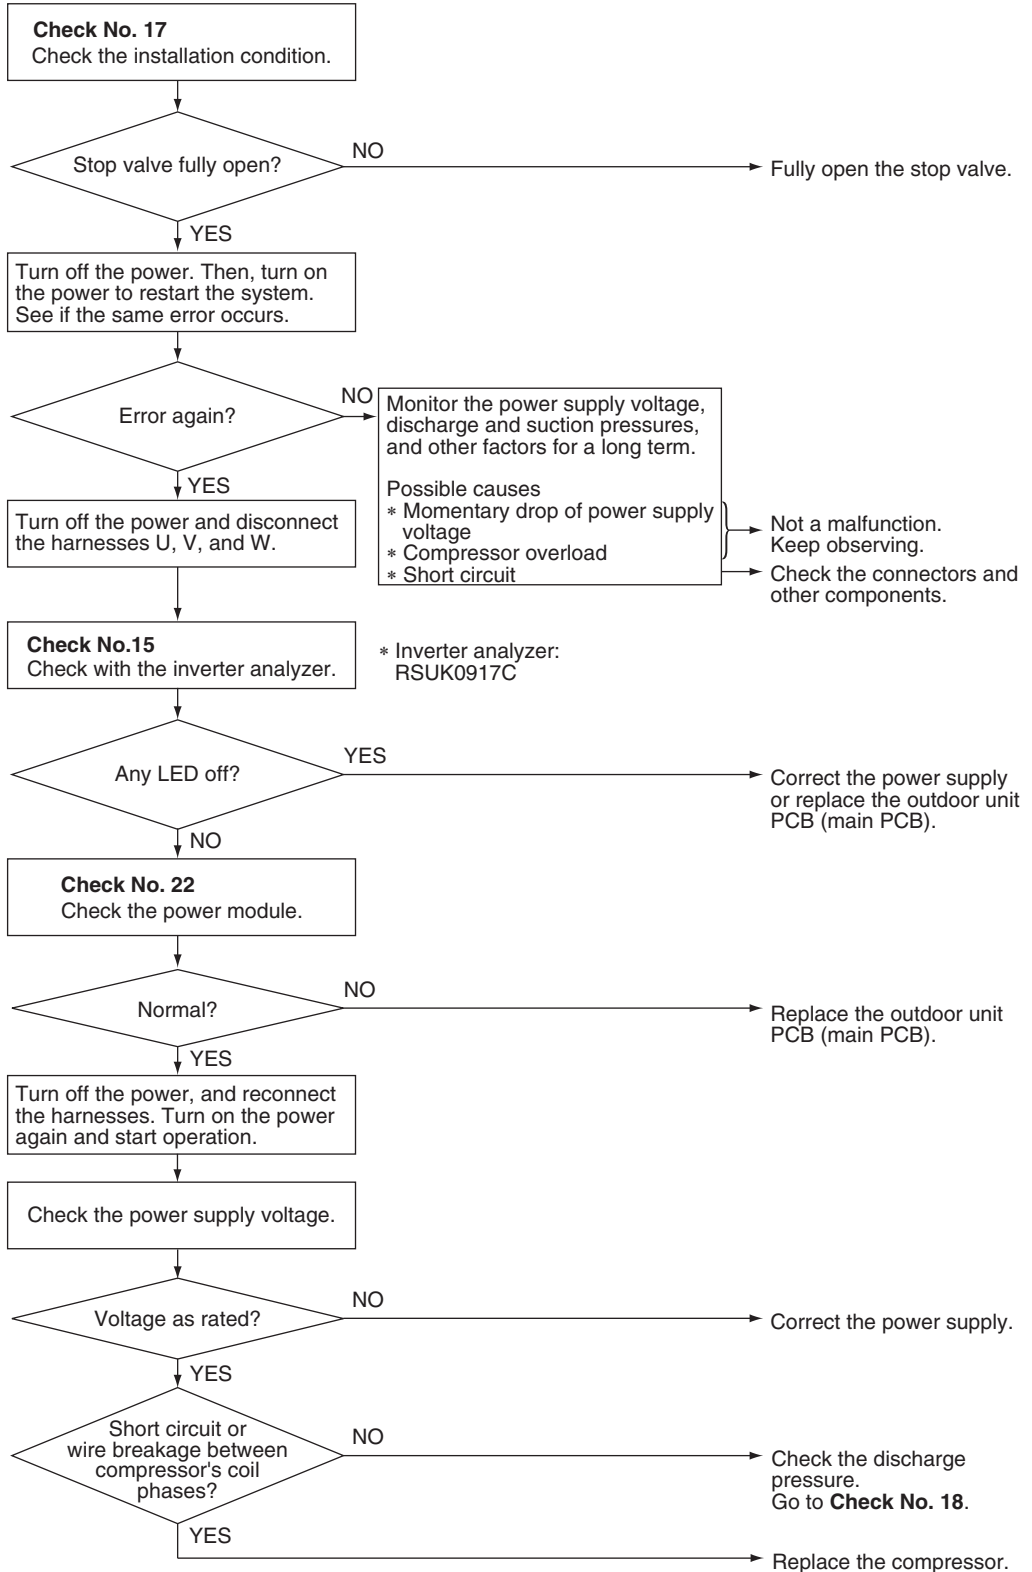 Check No. 17
Check the installation condition.
Stop valve fully open?
NO
Fully open the stop valve.
YES
Turn off the power. Then, turn on
the power to restart the system.
See if the same error occurs.
Error again?
NO
Monitor the power supply voltage,
discharge and suction pressures,
and other factors for a long term.
Possible causes
* Momentary drop of power supply
voltage
* Compressor overload
* Short circuit
Not a malfunction.
Keep observing.
Check the connectors and
other components.
YES
Turn off the power and disconnect
the harnesses U, V, and W.
Check No.15
Check with the inverter analyzer.
* Inverter analyzer:
RSUK0917C
Any LED off?
YES
Correct the power supply
or replace the outdoor unit
PCB (main PCB).
NO
Check No. 22
Check the power module.
Normal?
NO
Replace the outdoor unit
PCB (main PCB).
YES
Turn off the power, and reconnect
the harnesses. Turn on the power
again and start operation.
Check the power supply voltage.
Voltage as rated?
NO
Correct the power supply.
YES
Short circuit or
wire breakage between
compressor's coil
phases?
NO
Check the discharge
pressure.
Go to Check No. 18.
YES
Replace the compressor.